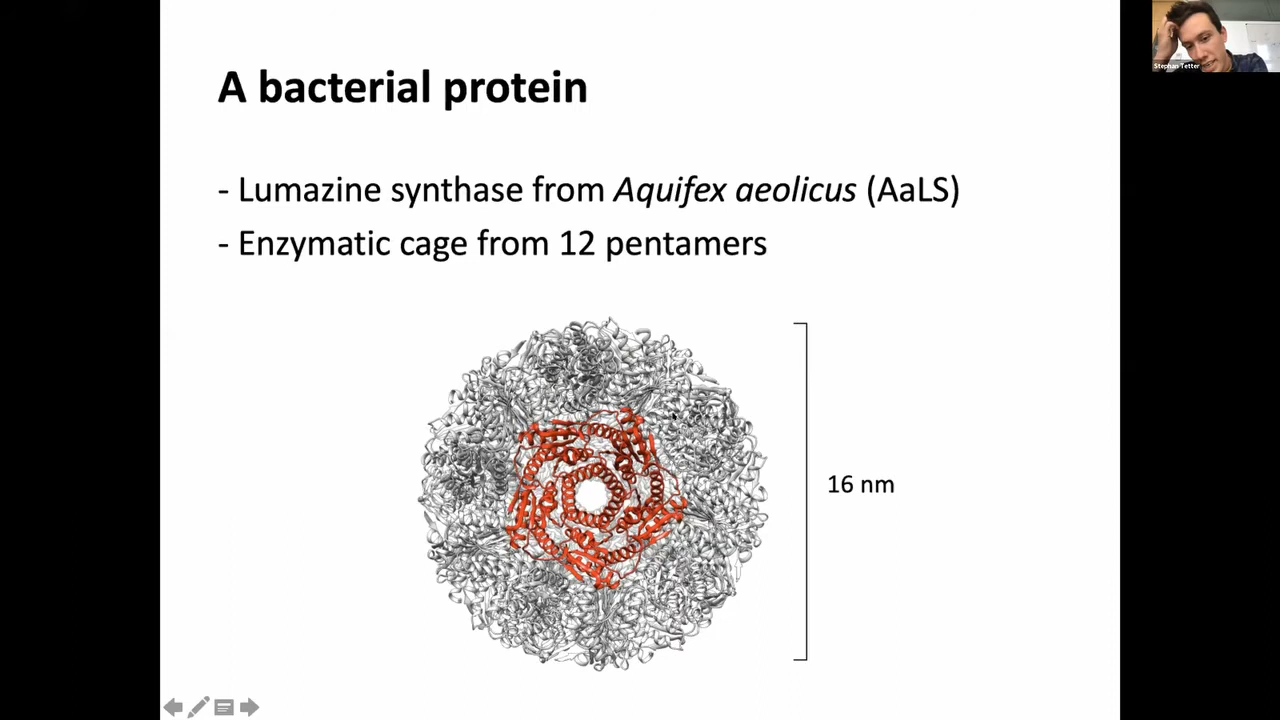 A bacterial protein
- Lumazine synthase from Aquifex aeolicus (AaLS)
- Enzymatic cage from 12 pentamers
16 nm
Stephan Tetter